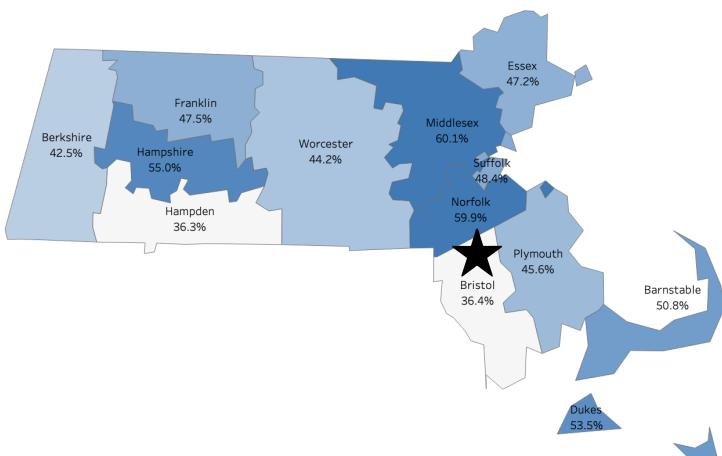 Essex
47.2%
Franklin
47.5%
Middlesex
60.1%
Berkshire
42.5%
Worcester
44.2%
Hampshire
55.0%
Suffolk
48.4%
Norfolk
59.9%
Hampden
36.3%
Plymouth
45.6%
Bristol
36.4%
Barnstable
50.8%
Dukes
53.5%